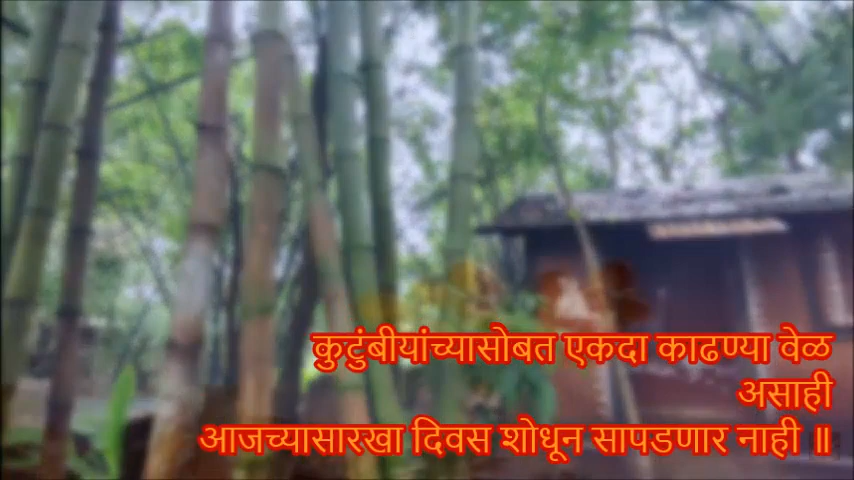 कुटुंबीयांच्यासोबत एकदा काढण्या वेळ
असाही
आजच्यासारखा दिवस शोधून सापडणार नाही ॥